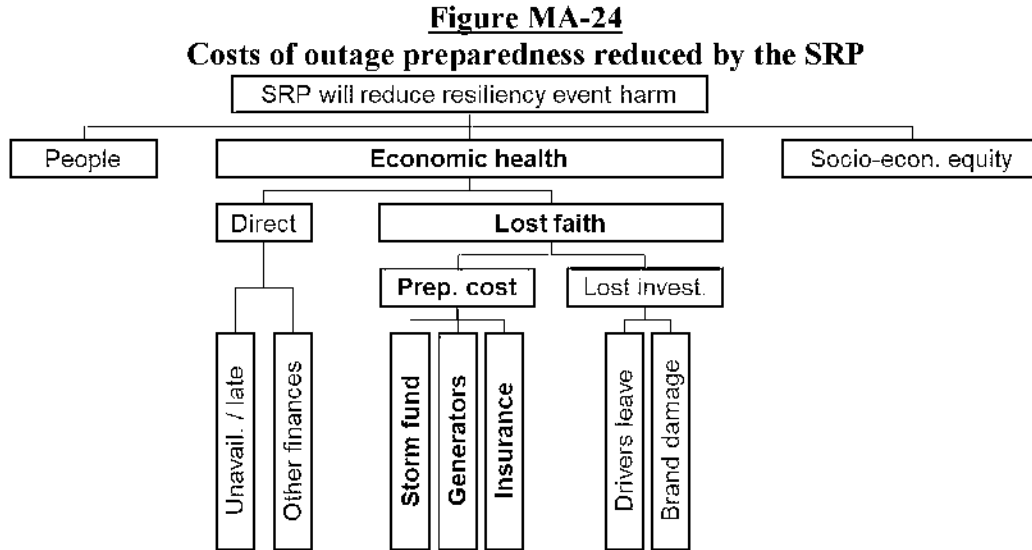 Figure MA-24
Costs of outage preparedness reduced by the SRP
SRP will reduce resiliency event harm
People
Economic health
Socio-econ. equity
Direct
Lost faith
Prep. cost
Lost invest.
Unavail. / late
Other finances
Storm fund
Generators
Insurance
Drivers leave
Brand damage